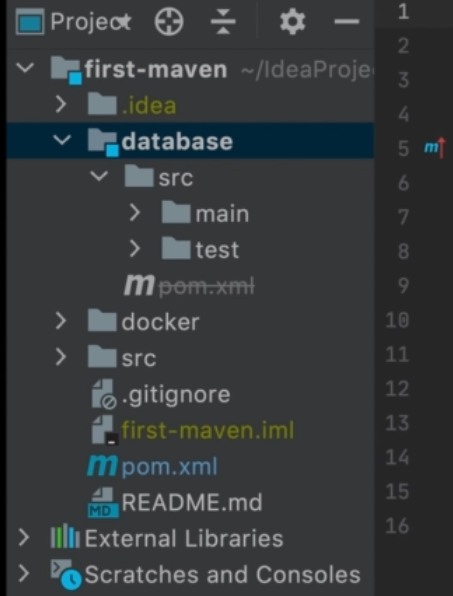 Project
first-maven ~/IdeaProje
.idea
database
src
main
test
pom.xml
docker
src
.gitignore
first-maven.iml
pom.xml
README.md
External Libraries
Scratches and Consoles
1
2
3
4
5
6
7
8
9
10
11
12
13
14
15
16